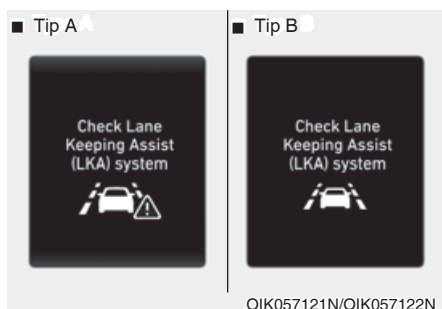 ■ Tip A
Check Lane
Keeping Assist
(LKA) system
■ Tip B
Check Lane
Keeping Assist
(LKA) system
OIK057121N/OIK057122N